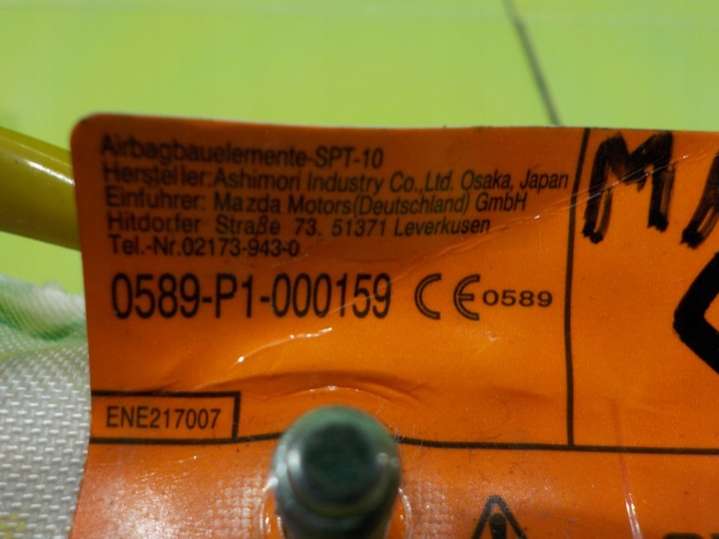 Airbagbauelemente-SPT-10
Hersteller: Ashimori Industry Co., Ltd. Osaka, Japan
Einfuhrer: Mazda Motors (Deutschland) GmbH
Hitdorfer Straße 73. 51371 Leverkusen
Tel.-Nr.02173-943-0
0589-P1-000159 CE 0589
ENE217007